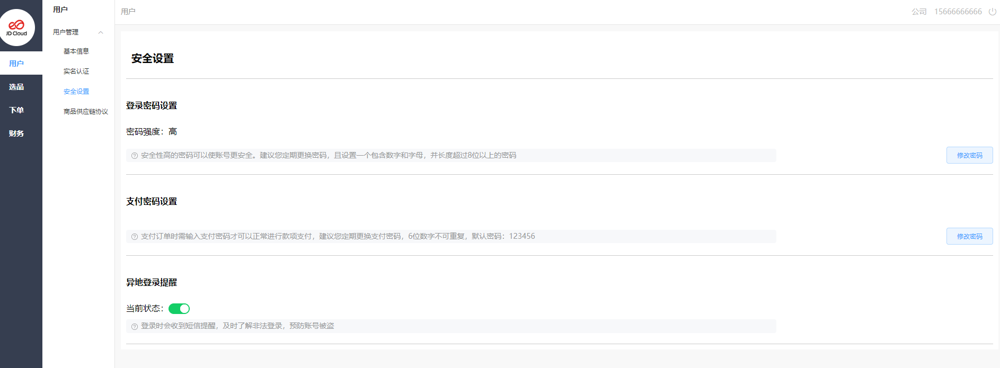 JD Cloud
用户
选品
下单
财务
用户
用户管理
基本信息
实名认证
安全设置
商品供应链协议
用户
公司 15666666666
安全设置
登录密码设置
密码强度：高
安全性高的密码可以使账号更安全。建议您定期更换密码，且设置一个包含数字和字母，并长度超过8位以上的密码
修改密码
支付密码设置
支付订单时需输入支付密码才可以正常进行款项支付，建议您定期更换支付密码，6位数字不可重复，默认密码：123456
修改密码
异地登录提醒
当前状态：
登录时会收到短信提醒，及时了解非法登录，预防账号被盗